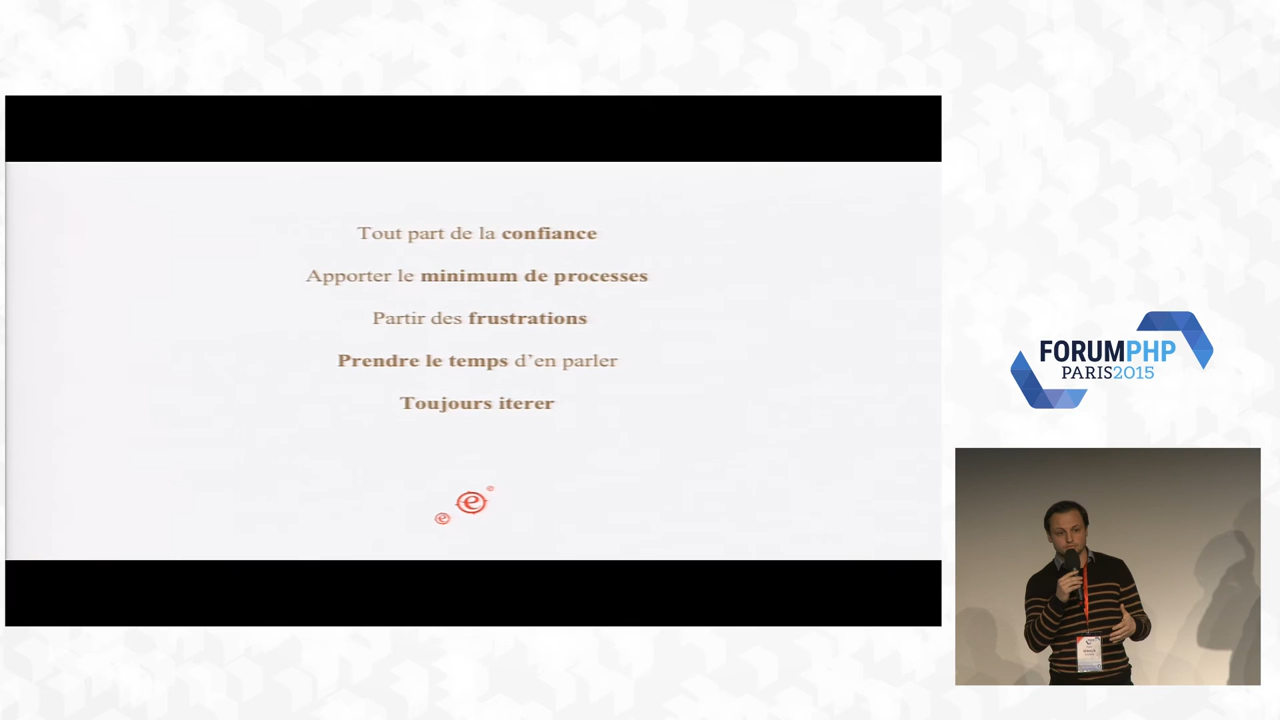 Tout part de la confiance
Apporter le minimum de processes
Partir des frustrations
Prendre le temps d’en parler
Toujours iterer
e
e
e
FORUMPHP
PARIS2015